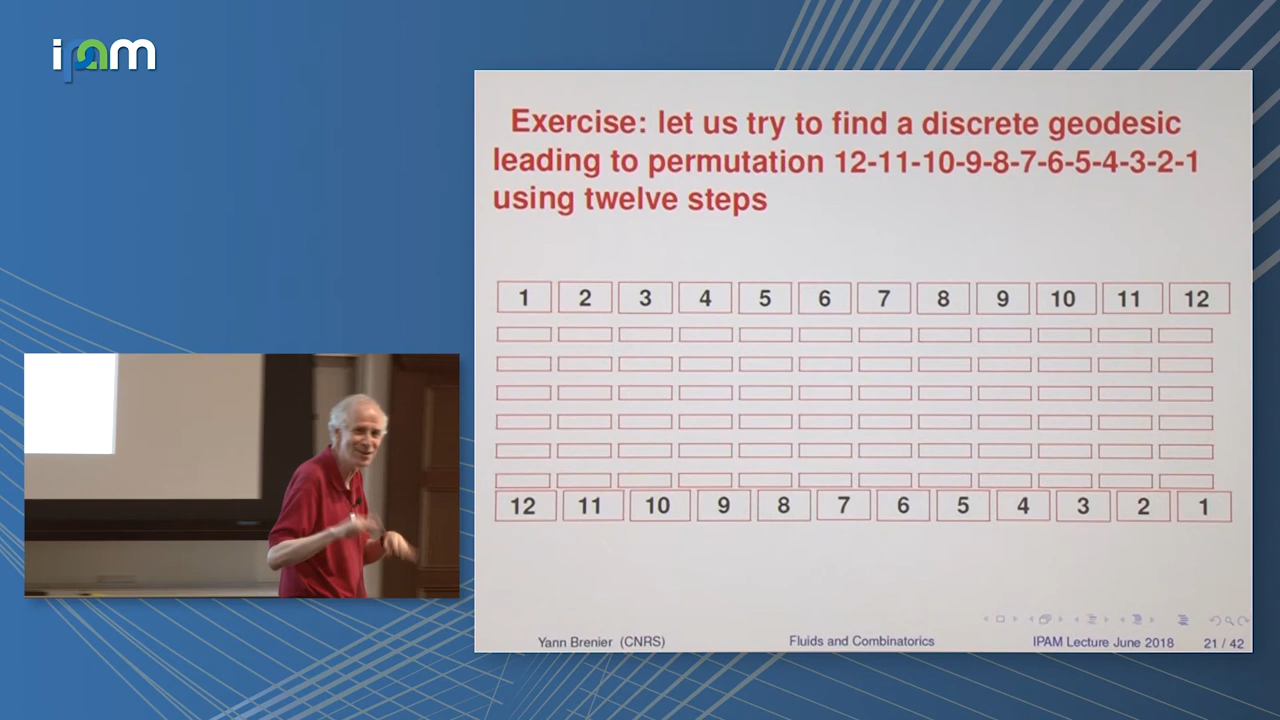 ipam
Exercise: let us try to find a discrete geodesic
leading to permutation 12-11-10-9-8-7-6-5-4-3-2-1
using twelve steps
1 2 3 4 5 6 7 8 9 10 11 12
12 11 10 9 8 7 6 5 4 3 2 1
Yann Brenier (CNRS) Fluids and Combinatorics IPAM Lecture June 2018 21 / 42